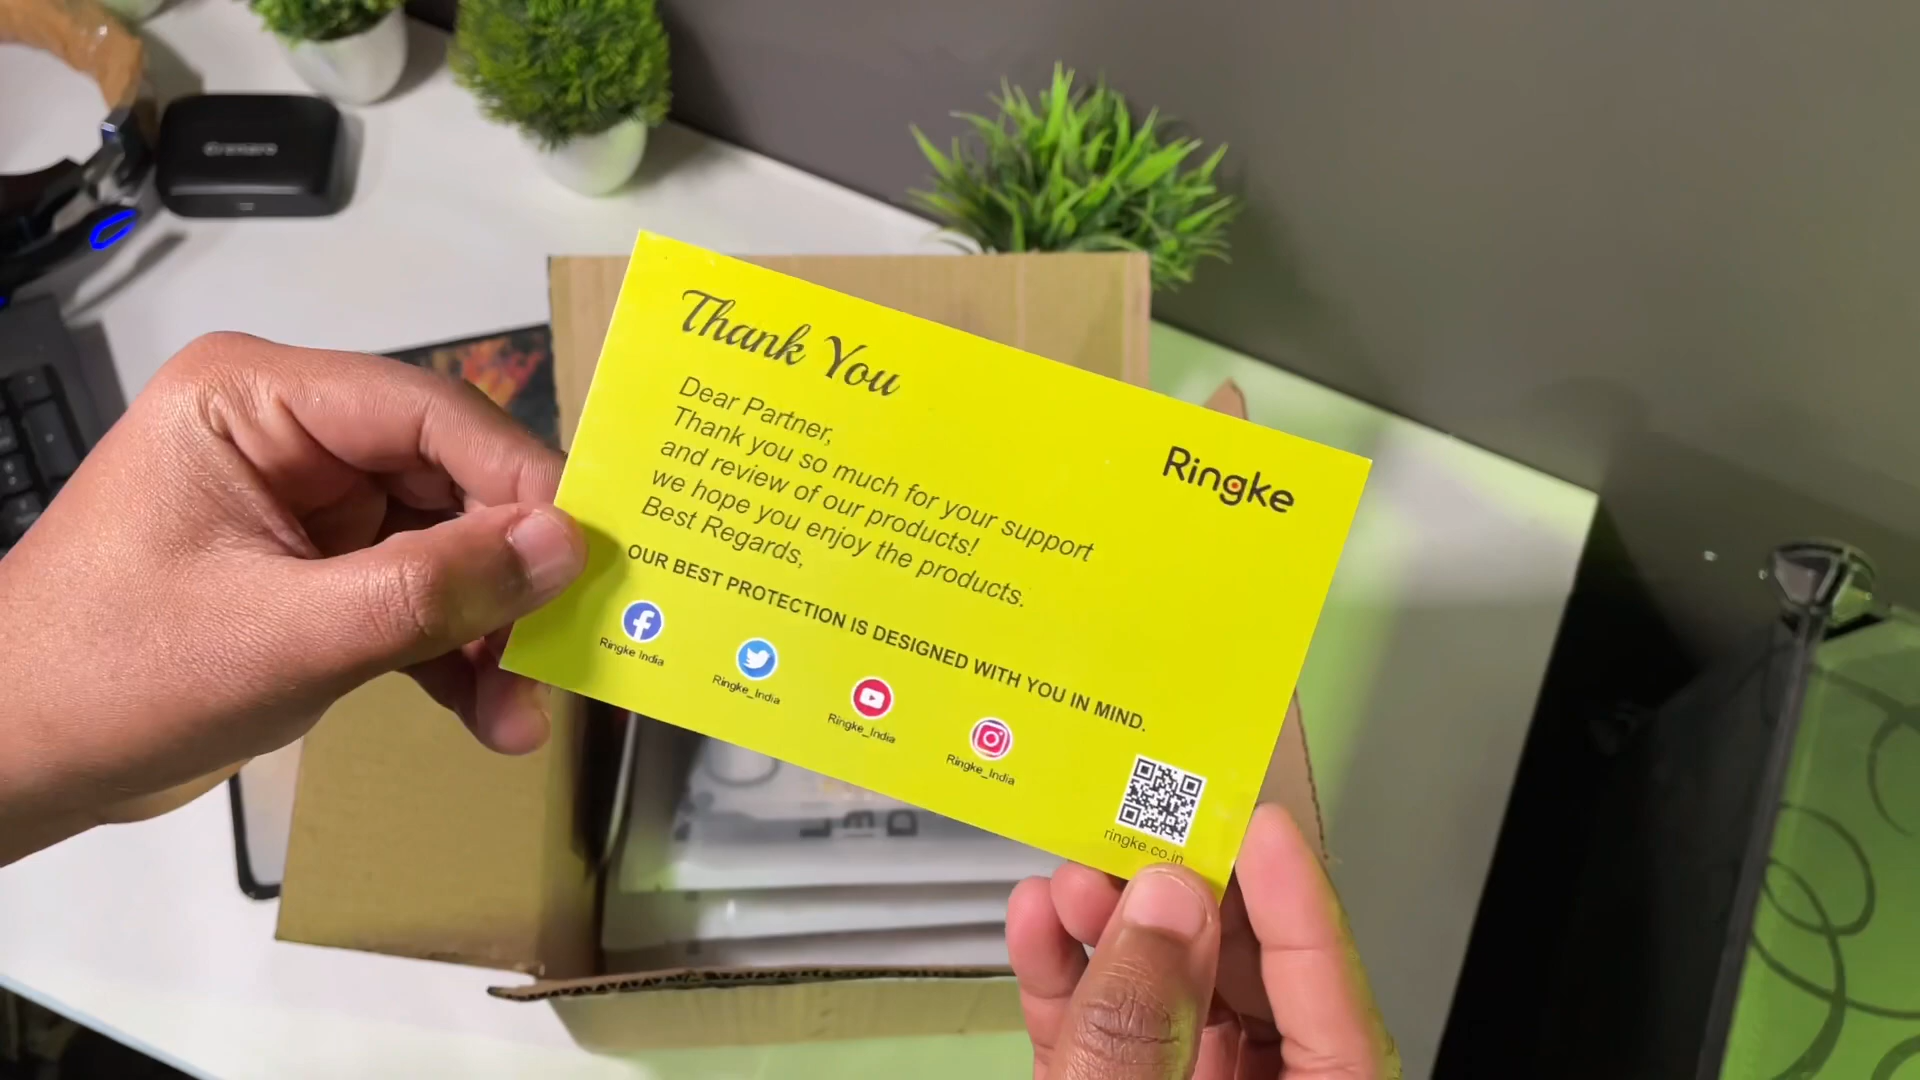 Thank You
Dear Partner,
Thank you so much for your support
and review of our products!
we hope you enjoy the products.
Best Regards,
Ringke
OUR BEST PROTECTION IS DESIGNED WITH YOU IN MIND.
Ringke India
Ringke_India
Ringke_India
Ringke_India
ringke.co.in